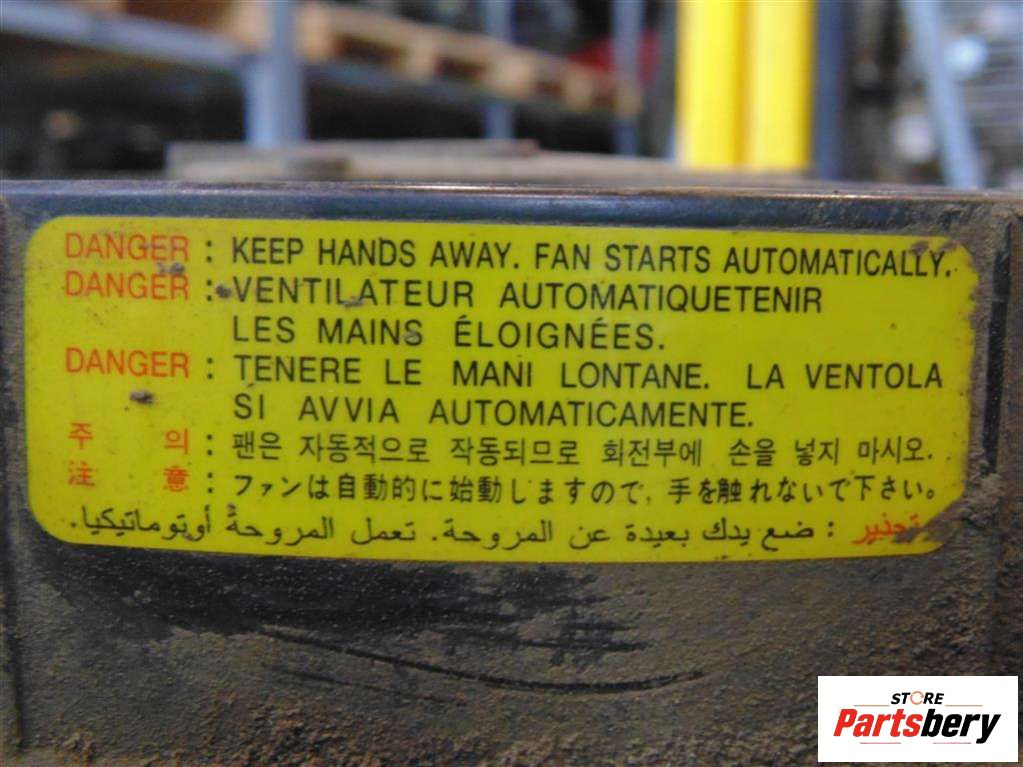 DANGER : KEEP HANDS AWAY. FAN STARTS AUTOMATICALLY.
DANGER : VENTILATEUR AUTOMATIQUETENIR
LES MAINS ÉLOIGNÉES.
DANGER : TENERE LE MANI LONTANE. LA VENTOLA
SI AVVIA AUTOMATICAMENTE.
주 의 : 팬은 자동적으로 작동되므로 회전부에 손을 넣지 마시오.
注 意 : ファンは自動的に始動しますので, 手を触れないで下さい。
: ضع يدك بعيدة عن المروحة. تعمل المروحة أوتوماتيكيا.
STORE
Partsbery